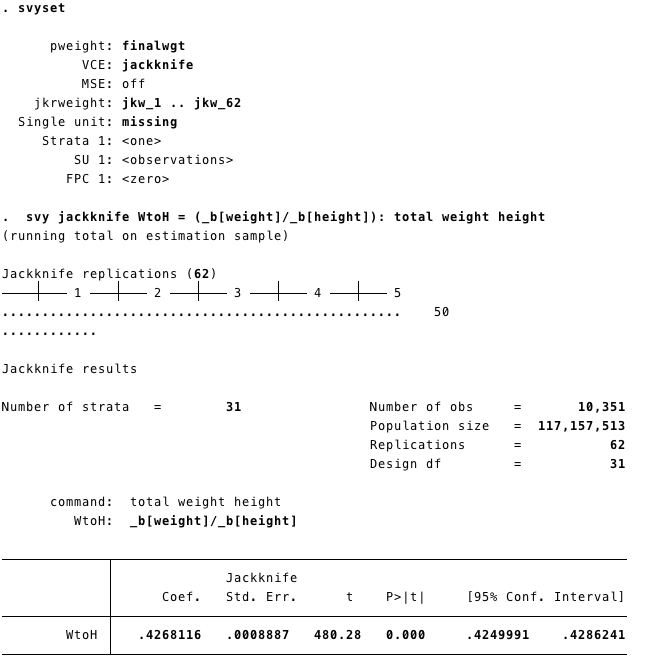 . svyset
pweight: finalwgt
VCE: jackknife
MSE: off
jkrweight: jkw_1 .. jkw_62
Single unit: missing
Strata 1: <one>
SU 1: <observations>
FPC 1: <zero>
. svy jackknife WtoH = (_b[weight]/_b[height]): total weight height
(running total on estimation sample)
Jackknife replications (62)
1 2 3 4 5
.................................................. 50
............
Jackknife results
Number of strata = 31 Number of obs = 10,351
Population size = 117,157,513
Replications = 62
Design df = 31
command: total weight height
WtoH: _b[weight]/_b[height]
Jackknife
Coef. Std. Err. t P>|t| [95% Conf. Interval]
WtoH .4268116 .0008887 480.28 0.000 .4249991 .4286241